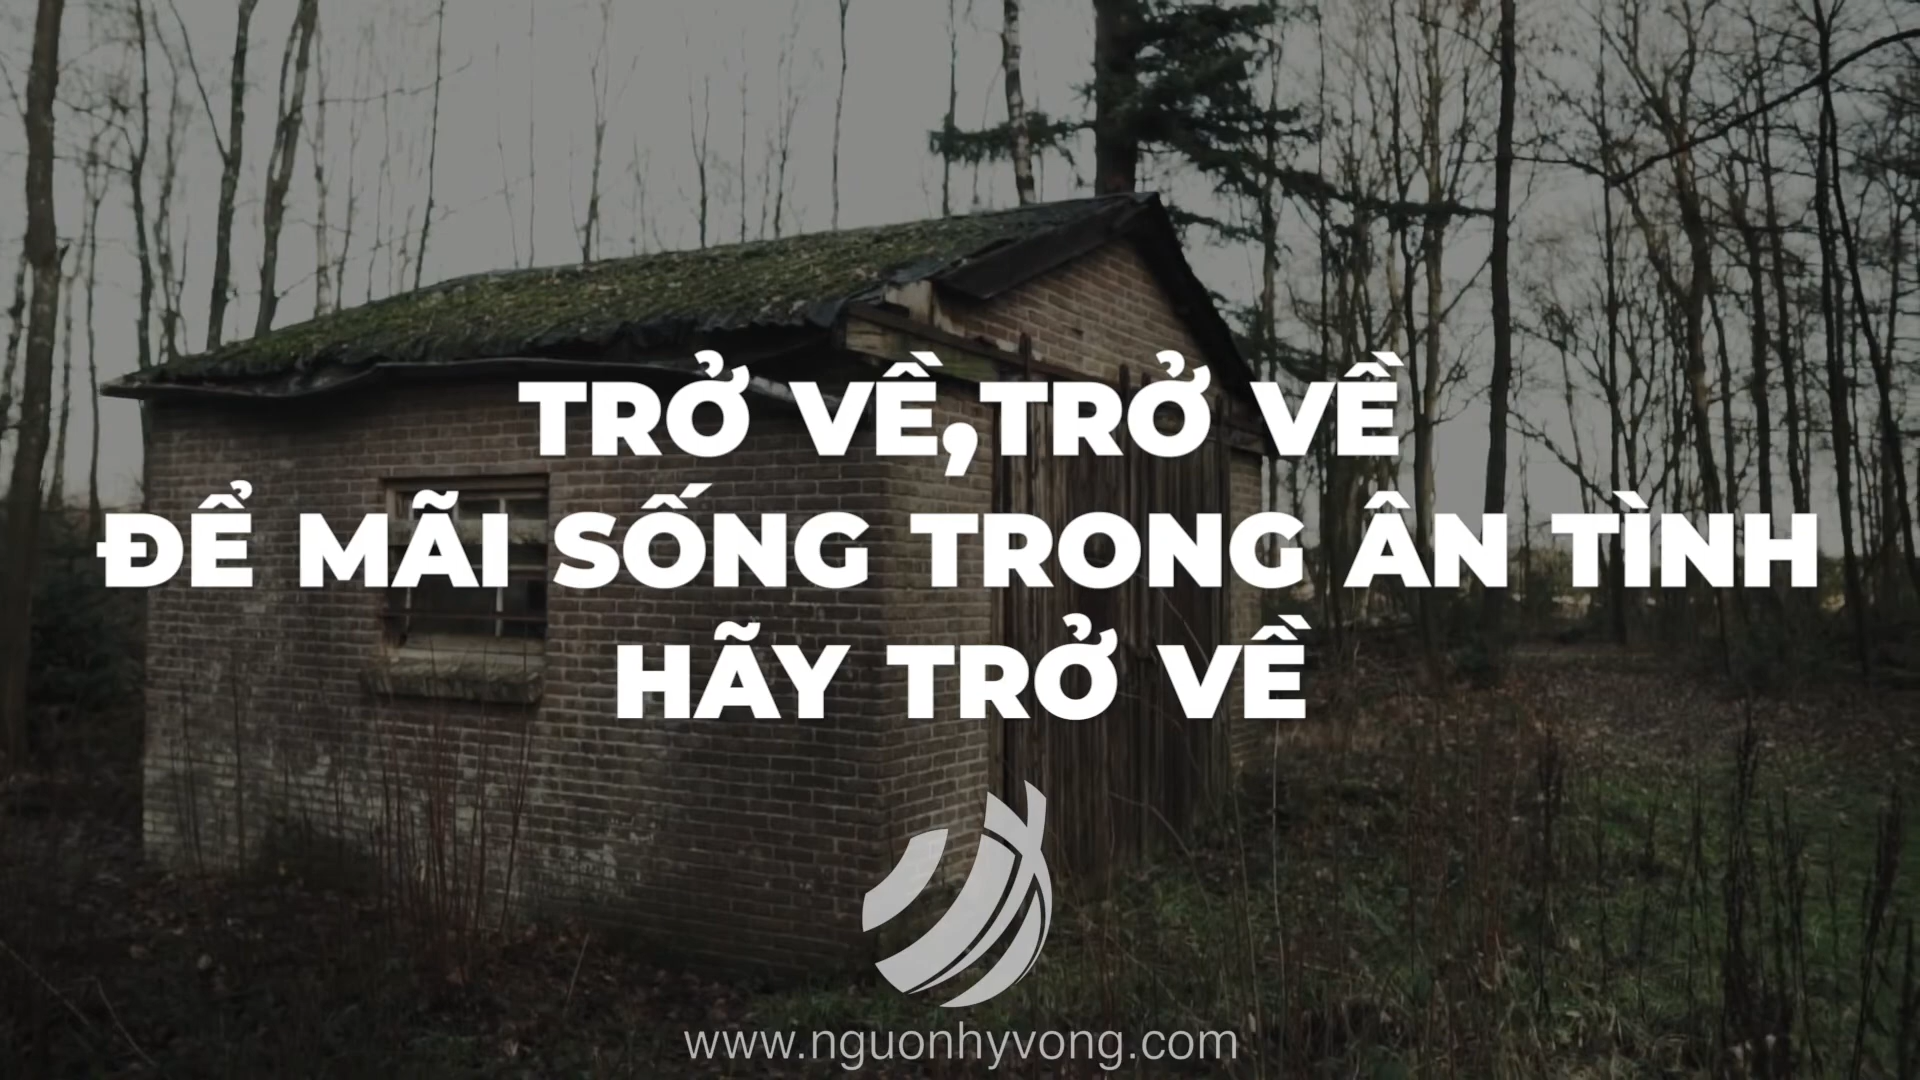 TRỞ VỀ,TRỞ VỀ
ĐỂ MÃI SỐNG TRONG ÂN TÌNH
HÃY TRỞ VỀ
www.nguonhyvong.com